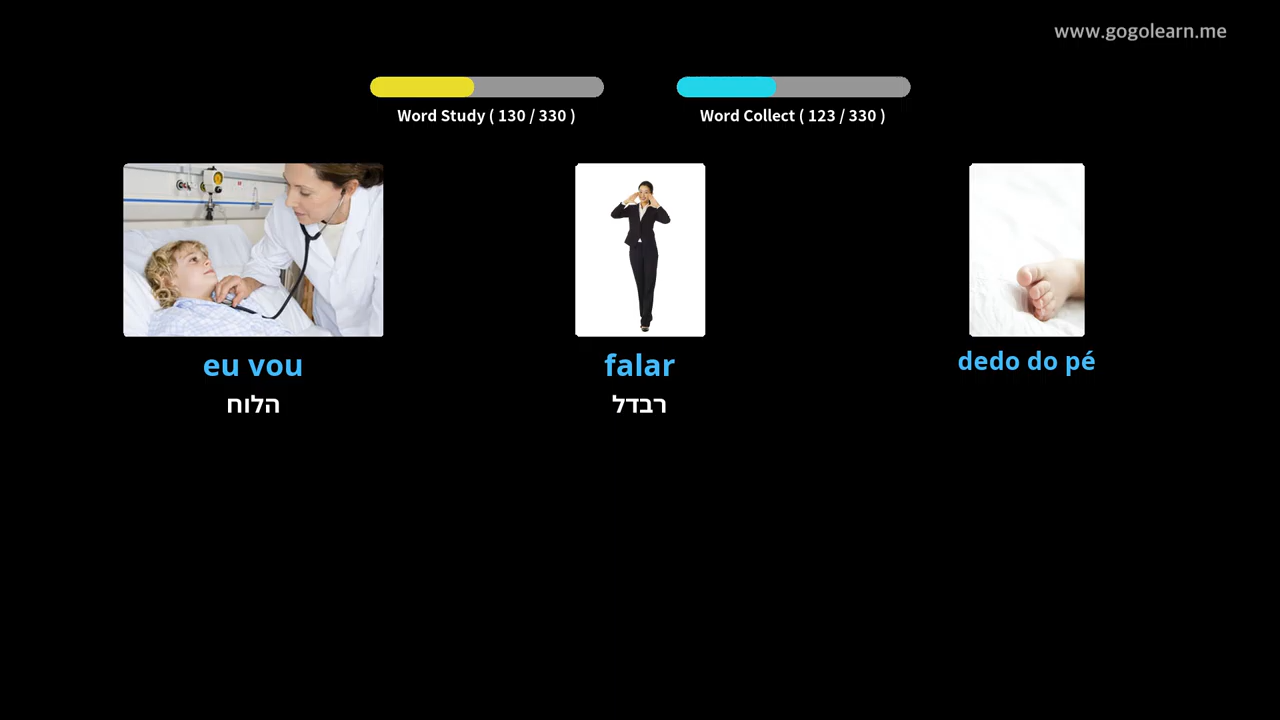 www.gogolearn.me
Word Study ( 130 / 330 )
Word Collect ( 123 / 330 )
eu vou
הלוח
falar
רבדל
dedo do pé